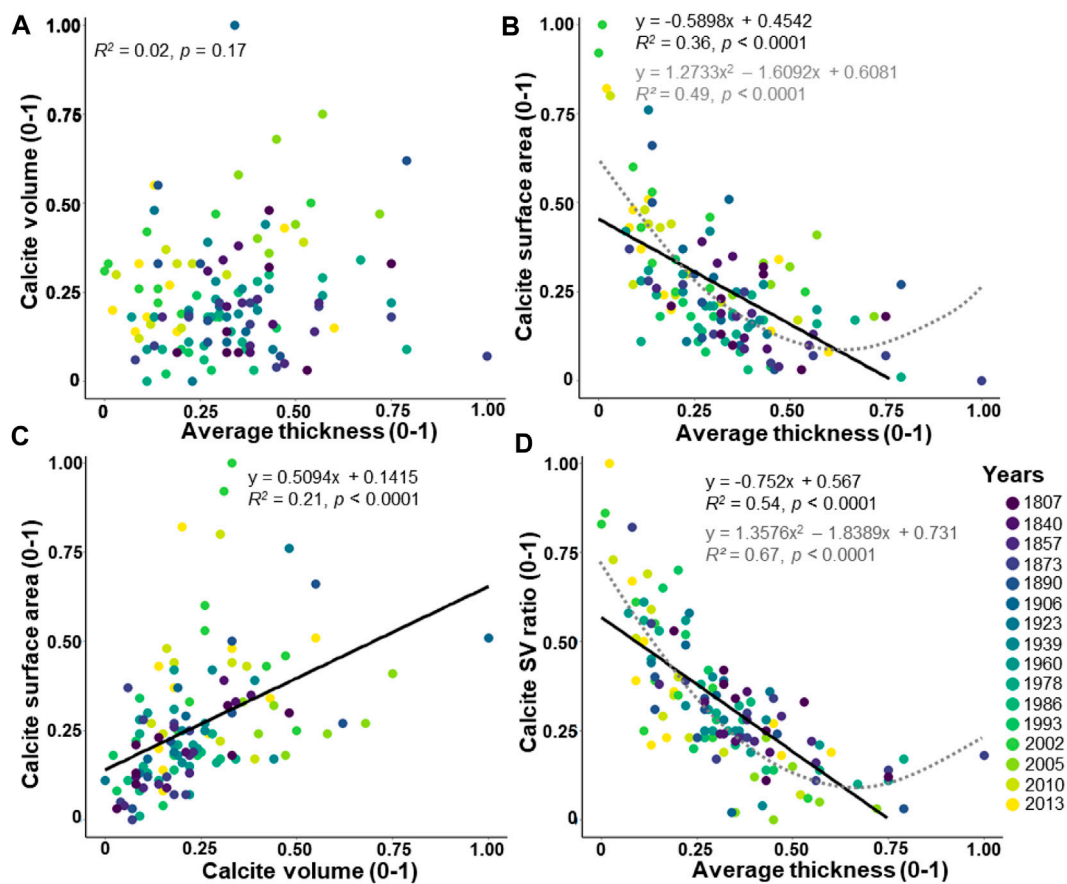 A
R² = 0.02, p = 0.17
Calcite volume (0-1)
1.00
0.75
0.50
0.25
0
0
0.25
0.50
0.75
1.00
Average thickness (0-1)
B
y = -0.5898x + 0.4542
R² = 0.36, p < 0.0001
y = 1.2733x² − 1.6092x + 0.6081
R² = 0.49, p < 0.0001
Calcite surface area (0-1)
1.00
0.75
0.50
0.25
0
0
0.25
0.50
0.75
1.00
Average thickness (0-1)
C
y = 0.5094x + 0.1415
R² = 0.21, p < 0.0001
Calcite surface area (0-1)
1.00
0.75
0.50
0.25
0
0
0.25
0.50
0.75
1.00
Calcite volume (0-1)
D
y = -0.752x + 0.567
R² = 0.54, p < 0.0001
y = 1.3576x² − 1.8389x + 0.731
R² = 0.67, p < 0.0001
Calcite SV ratio (0-1)
1.00
0.75
0.50
0.25
0
0
0.25
0.50
0.75
1.00
Average thickness (0-1)
Years
1807
1840
1857
1873
1890
1906
1923
1939
1960
1978
1986
1993
2002
2005
2010
2013